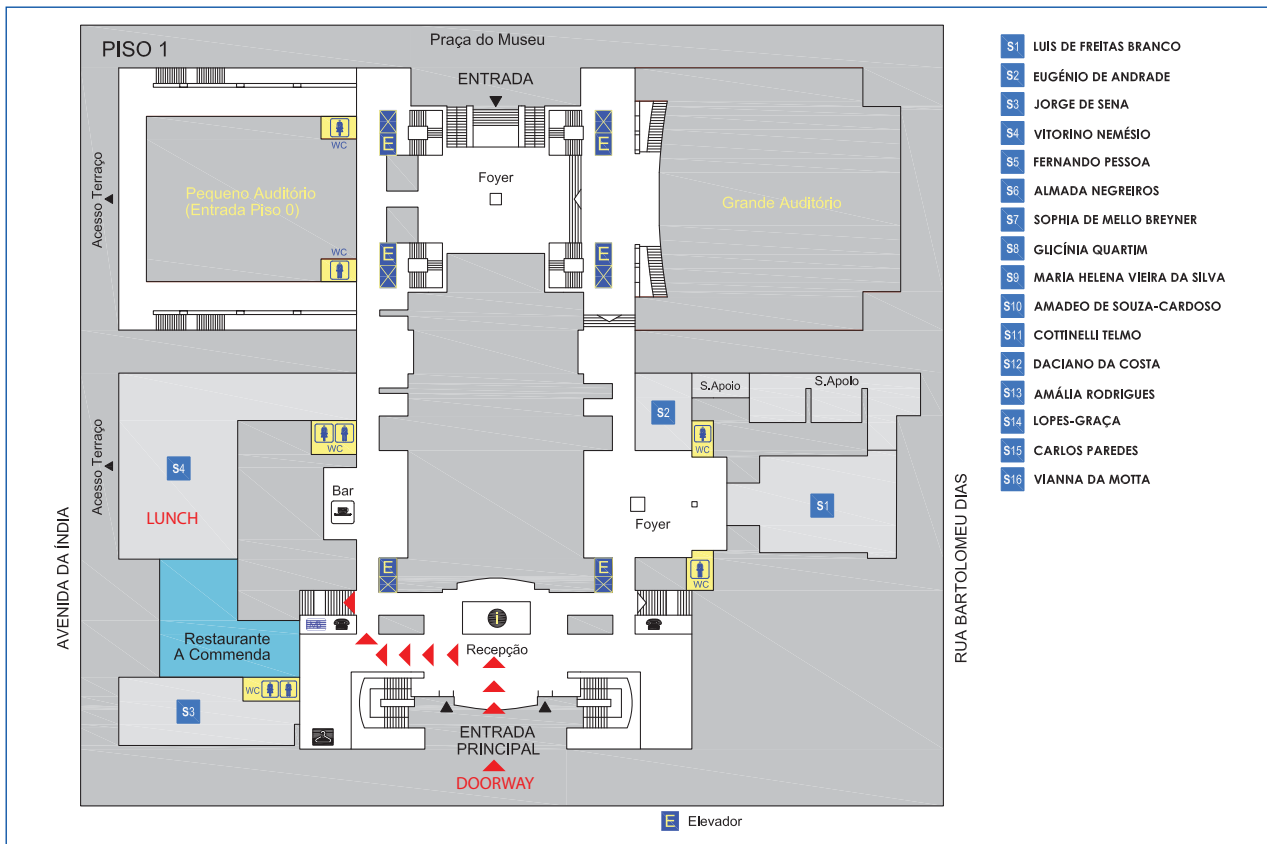 PISO 1
Praça do Museu
ENTRADA
E
E
WC
Foyer
Pequeno Auditório
(Entrada Piso 0)
Grande Auditório
Acesso Terraço
WC
E
E
S.Apoio
S.Apolo
S2
WC
WC
S4
Bar
Acesso Terraço
LUNCH
Foyer
S1
E
E
WC
AVENIDA DA ÍNDIA
RUA BARTOLOMEU DIAS
MB
i
Restaurante
A Commenda
Recepção
WC
S3
ENTRADA
PRINCIPAL
DOORWAY
E Elevador
S1 LUIS DE FREITAS BRANCO
S2 EUGÉNIO DE ANDRADE
S3 JORGE DE SENA
S4 VITORINO NEMÉSIO
S5 FERNANDO PESSOA
S6 ALMADA NEGREIROS
S7 SOPHIA DE MELLO BREYNER
S8 GLICÍNIA QUARTIM
S9 MARIA HELENA VIEIRA DA SILVA
S10 AMADEO DE SOUZA-CARDOSO
S11 COTTINELLI TELMO
S12 DACIANO DA COSTA
S13 AMÁLIA RODRIGUES
S14 LOPES-GRAÇA
S15 CARLOS PAREDES
S16 VIANNA DA MOTTA